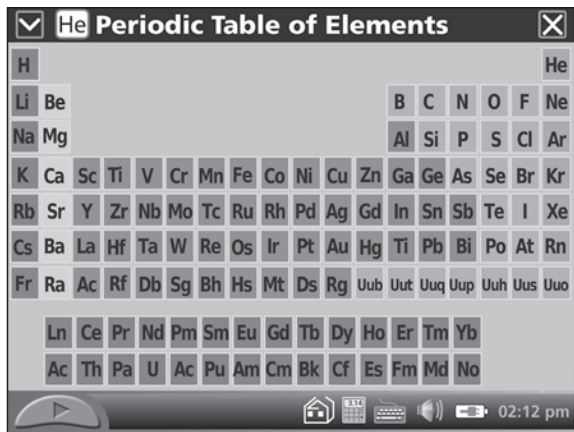 He Periodic Table of Elements
H He
Li Be B C N O F Ne
Na Mg Al Si P S Cl Ar
K Ca Sc Ti V Cr Mn Fe Co Ni Cu Zn Ga Ge As Se Br Kr
Rb Sr Y Zr Nb Mo Tc Ru Rh Pd Ag Gd In Sn Sb Te I Xe
Cs Ba La Hf Ta W Re Os Ir Pt Au Hg Ti Pb Bi Po At Rn
Fr Ra Ac Rf Db Sg Bh Hs Mt Ds Rg Uub Uut Uuq Uup Uuh Uus Uuo
Ln Ce Pr Nd Pm Sm Eu Gd Tb Dy Ho Er Tm Yb
Ac Th Pa U Ac Pu Am Cm Bk Cf Es Fm Md No
3.14 02:12 pm